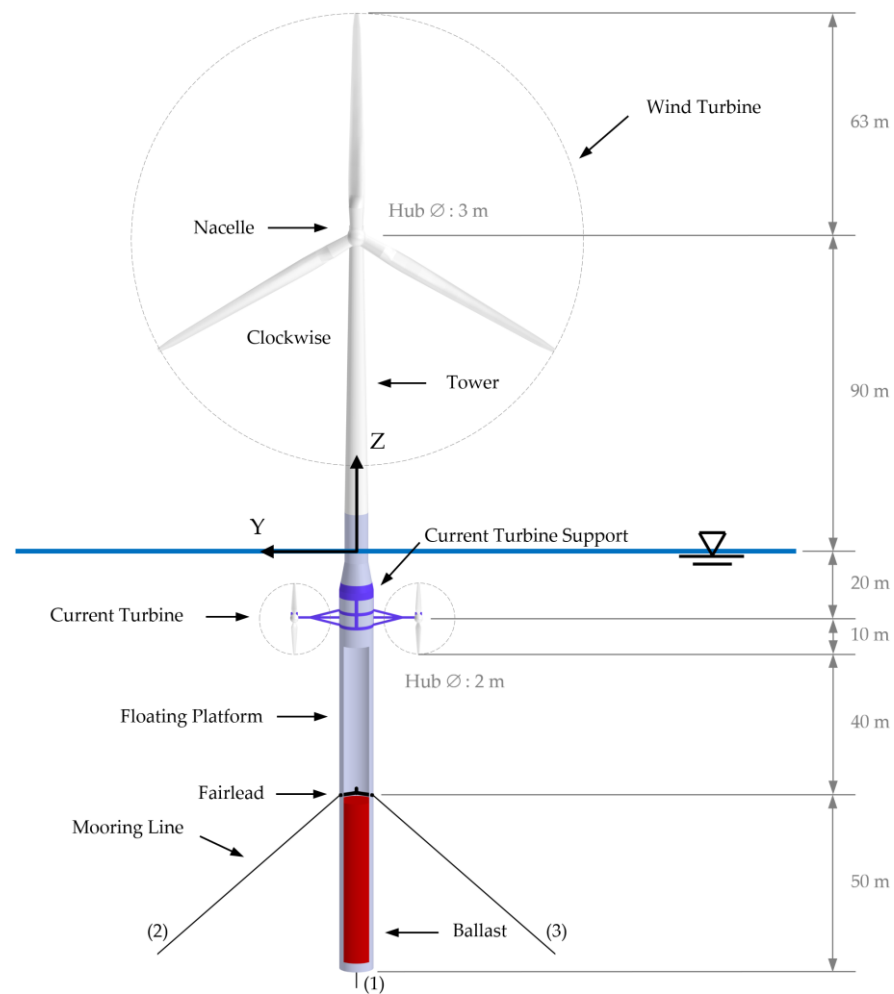 Wind Turbine
63 m
Hub Ø : 3 m
Nacelle
Clockwise
Tower
90 m
Z
Y
Current Turbine Support
20 m
Current Turbine
10 m
Hub Ø : 2 m
Floating Platform
40 m
Fairlead
Mooring Line
50 m
(2)
Ballast
(3)
(1)